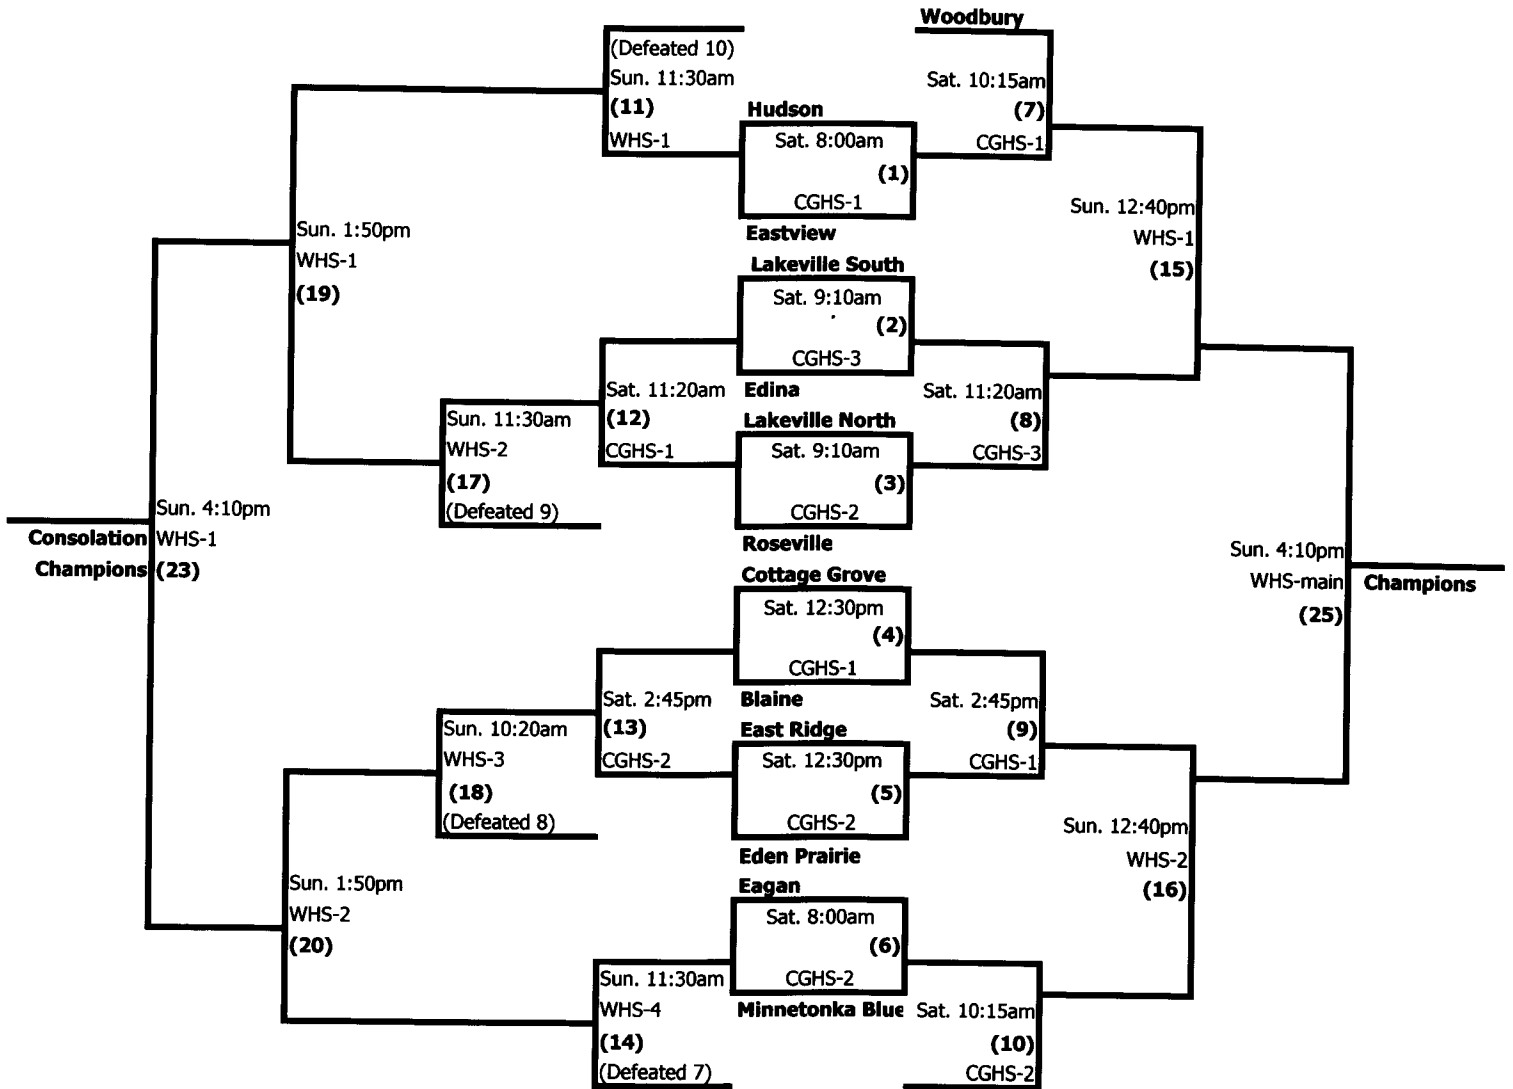 Woodbury
(Defeated 10)
Sun. 11:30am
(11)
WHS-1
Sat. 10:15am
(7)
CGHS-1
Hudson
Sat. 8:00am
(1)
CGHS-1
Eastview
Sun. 12:40pm
WHS-1
(15)
Sun. 1:50pm
WHS-1
(19)
Lakeville South
Sat. 9:10am
(2)
CGHS-3
Edina
Sat. 11:20am
(12)
CGHS-1
Sat. 11:20am
(8)
CGHS-3
Lakeville North
Sat. 9:10am
(3)
CGHS-2
Roseville
Sun. 11:30am
WHS-2
(17)
(Defeated 9)
Sun. 4:10pm
WHS-1
(23)
Consolation
Champions
Sun. 4:10pm
WHS-main
(25)
Champions
Cottage Grove
Sat. 12:30pm
(4)
CGHS-1
Blaine
Sat. 2:45pm
(13)
CGHS-2
Sat. 2:45pm
(9)
CGHS-1
East Ridge
Sat. 12:30pm
(5)
CGHS-2
Eden Prairie
Sun. 10:20am
WHS-3
(18)
(Defeated 8)
Sun. 12:40pm
WHS-2
(16)
Sun. 1:50pm
WHS-2
(20)
Eagan
Sat. 8:00am
(6)
CGHS-2
Minnetonka Blue
Sun. 11:30am
WHS-4
(14)
(Defeated 7)
Sat. 10:15am
(10)
CGHS-2